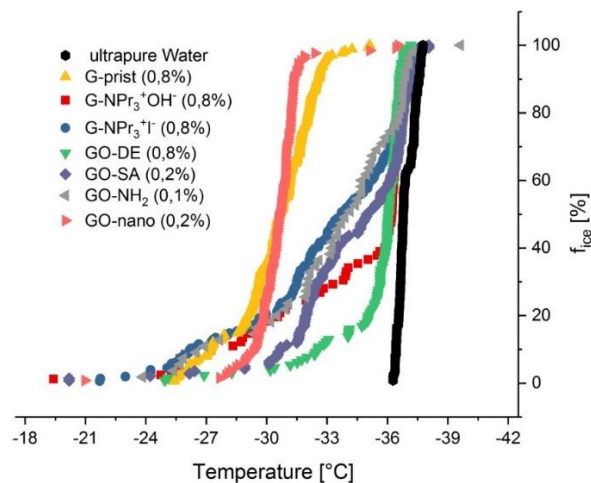 ultrapure Water
G-prist (0,8%)
G-NPr₃⁺OH⁻ (0,8%)
G-NPr₃⁺I⁻ (0,8%)
GO-DE (0,8%)
GO-SA (0,2%)
GO-NH₂ (0,1%)
GO-nano (0,2%)
100
80
60
40
20
0
f_ice [%]
-18 -21 -24 -27 -30 -33 -36 -39 -42
Temperature [°C]